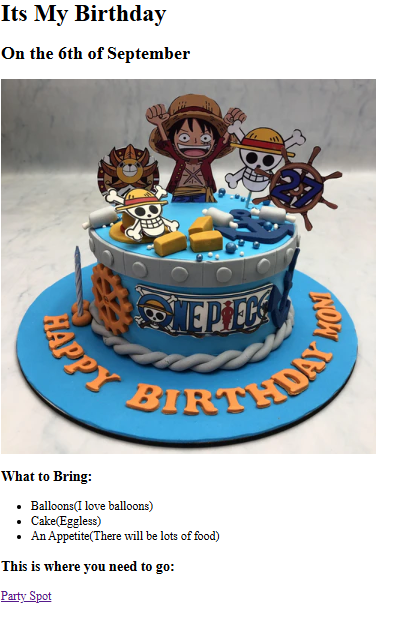 Its My Birthday
On the 6th of September
27
ONE PIECE
HAPPY BIRTHDAY MON
What to Bring:
Balloons(I love balloons)
Cake(Eggless)
An Appetite(There will be lots of food)
This is where you need to go:
Party Spot